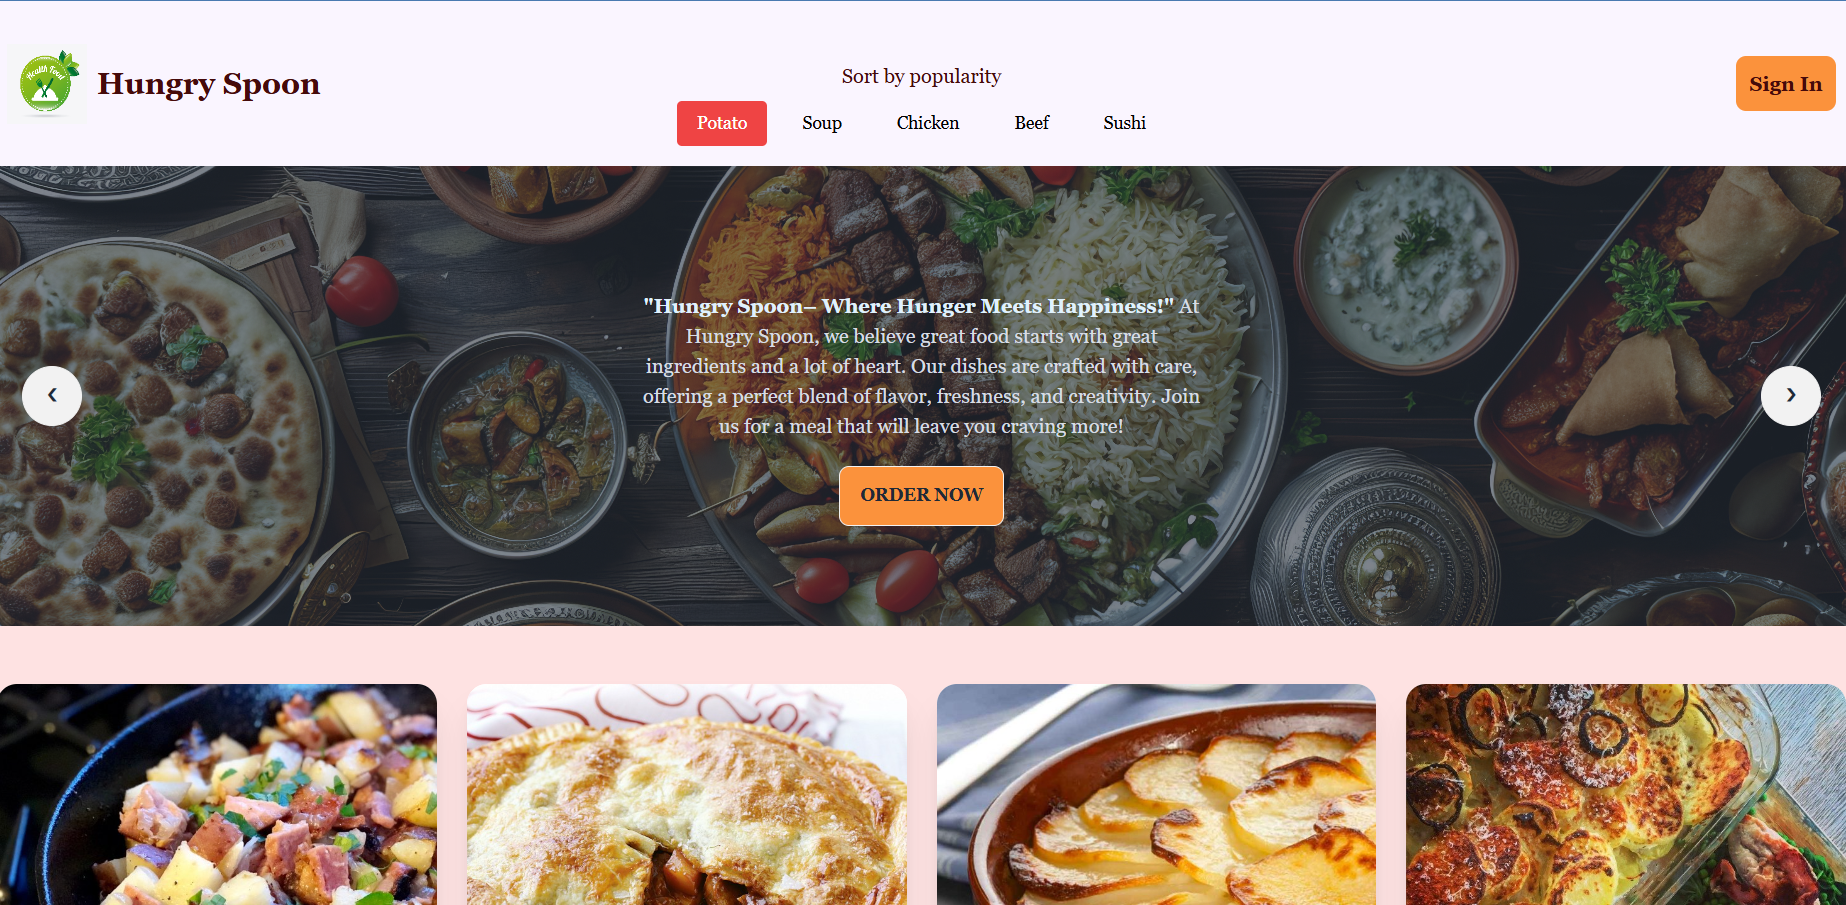 Health Food
Hungry Spoon
Sort by popularity
Potato Soup Chicken Beef Sushi
Sign In
"Hungry Spoon– Where Hunger Meets Happiness!" At
Hungry Spoon, we believe great food starts with great
ingredients and a lot of heart. Our dishes are crafted with care,
offering a perfect blend of flavor, freshness, and creativity. Join
us for a meal that will leave you craving more!
ORDER NOW